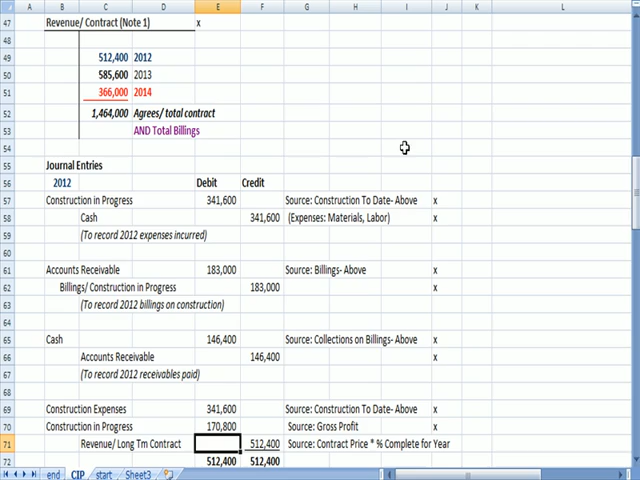 A B C D E F G H I J K L
47 Revenue/ Contract (Note 1) x
48
49 512,400 2012
50 585,600 2013
51 366,000 2014
52 1,464,000 Agrees/ total contract
53 AND Total Billings
54
55 Journal Entries
56 2012 Debit Credit
57 Construction in Progress 341,600 Source: Construction To Date- Above x
58 Cash 341,600 (Expenses: Materials, Labor) x
59 (To record 2012 expenses incurred)
60
61 Accounts Receivable 183,000 Source: Billings- Above x
62 Billings/ Construction in Progress 183,000 x
63 (To record 2012 billings on construction)
64
65 Cash 146,400 Source: Collections on Billings- Above x
66 Accounts Receivable 146,400 x
67 (To record 2012 receivables paid)
68
69 Construction Expenses 341,600 Source: Construction To Date- Above x
70 Construction in Progress 170,800 Source: Gross Profit x
71 Revenue/ Long Tm Contract 512,400 Source: Contract Price * % Complete for Year
72 512,400 512,400
end CIP start Sheet3